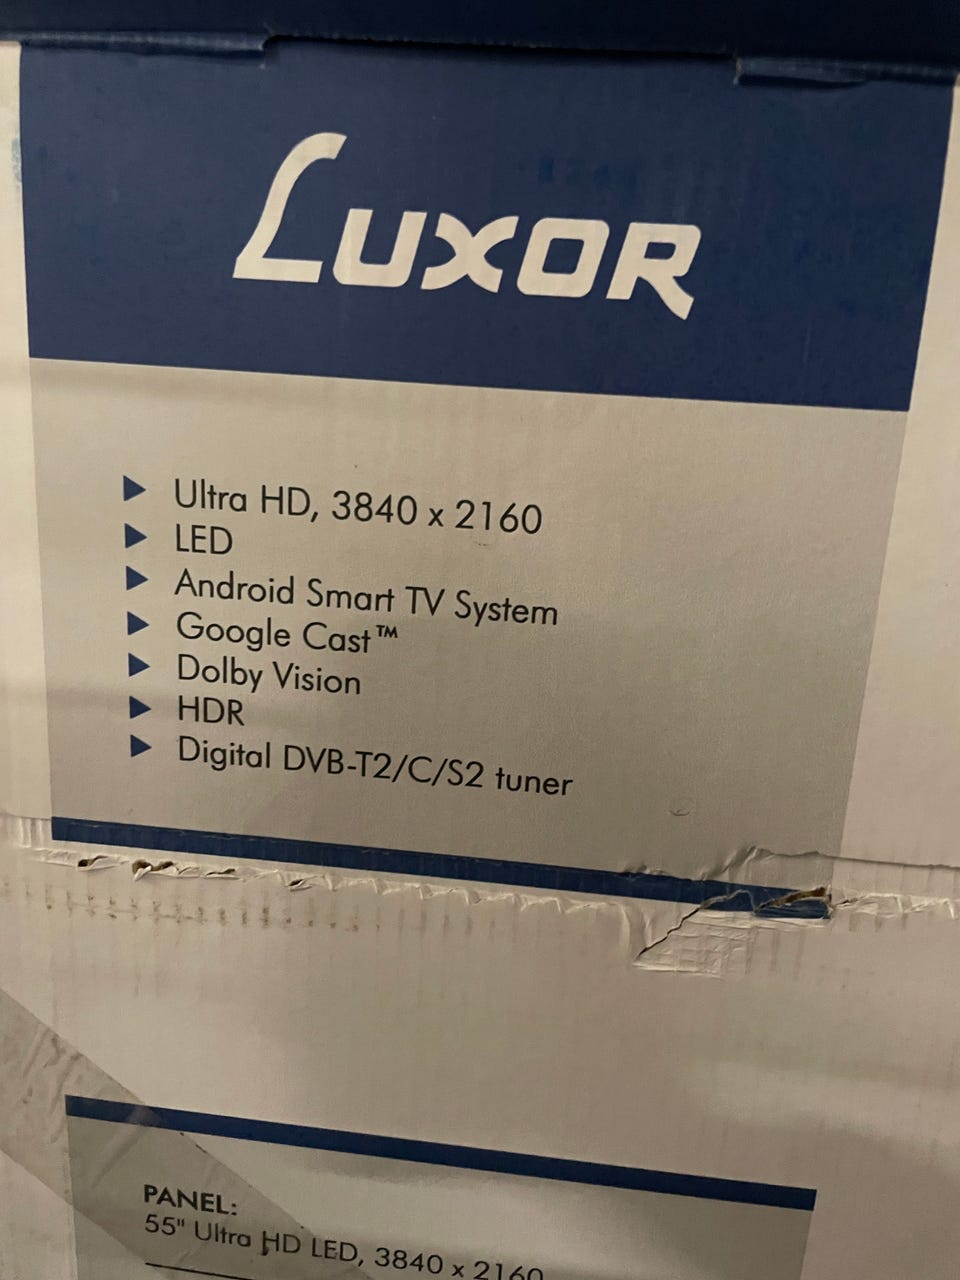 LUXOR
Ultra HD, 3840 x 2160
LED
Android Smart TV System
Google Cast™
Dolby Vision
HDR
Digital DVB-T2/C/S2 tuner
PANEL:
55" Ultra HD LED, 3840 x 2160